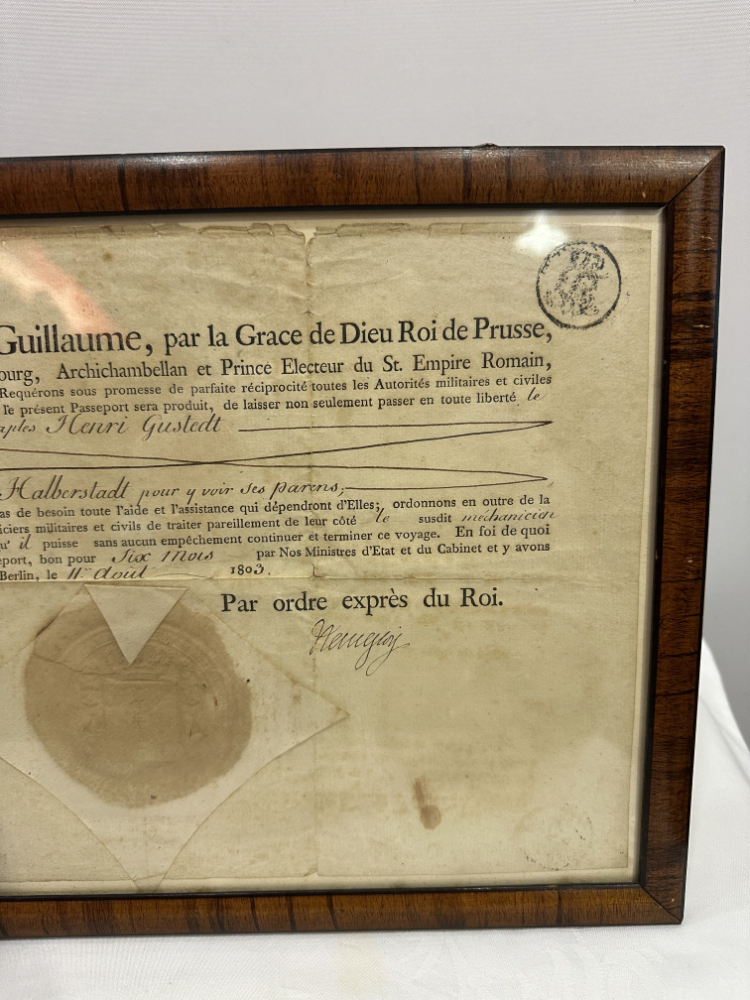 Guillaume, par la Grace de Dieu Roi de Prusse,
ourg, Archichambellan et Prince Electeur du St. Empire Romain,
Requérons sous promesse de parfaite réciprocité toutes les Autorités militaires et civiles
le présent Passeport sera produit, de laisser non seulement passer en toute liberté le
aples Henri Gustedt
Halberstadt pour y voir ses parens,
as de besoin toute l'aide et l'assistance qui dépendront d'Elles; ordonnons en outre de la
iciers militaires et civils de traiter pareillement de leur côté le susdit méchanicien
qu' il puisse sans aucun empêchement continuer et terminer ce voyage. En foi de quoi
eport, bon pour Six Mois par Nos Ministres d'Etat et du Cabinet et y avons
Berlin, le 11 Août 1803.
Par ordre exprès du Roi.